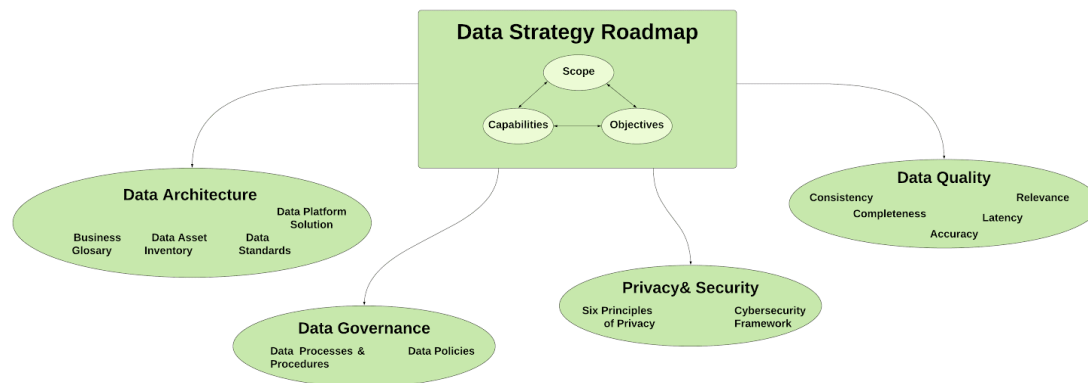 Data Strategy Roadmap
Scope
Capabilities
Objectives
Data Architecture
Data Platform
Solution
Business
Glosary
Data Asset
Inventory
Data
Standards
Data Governance
Data Processes &
Procedures
Data Policies
Privacy& Security
Six Principles
of Privacy
Cybersecurity
Framework
Data Quality
Consistency
Relevance
Completeness
Latency
Accuracy